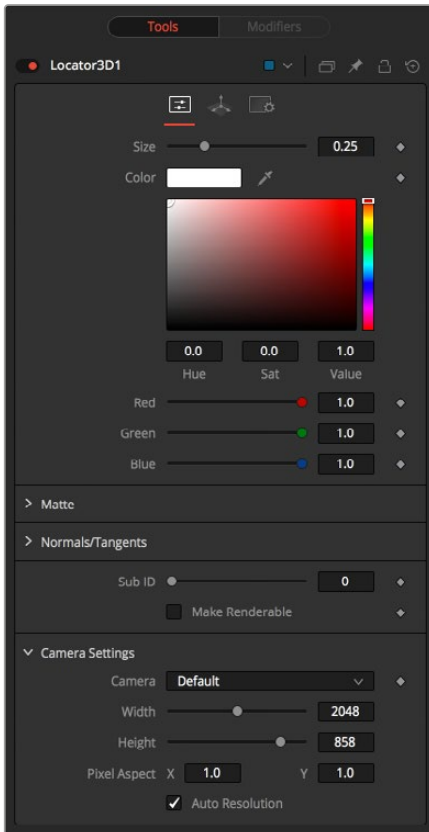 Tools Modifiers
Locator3D1
Size 0.25
Color
0.0 0.0 1.0
Hue Sat Value
Red 1.0
Green 1.0
Blue 1.0
Matte
Normals/Tangents
Sub ID 0
Make Renderable
Camera Settings
Camera Default
Width 2048
Height 858
Pixel Aspect X 1.0 Y 1.0
Auto Resolution